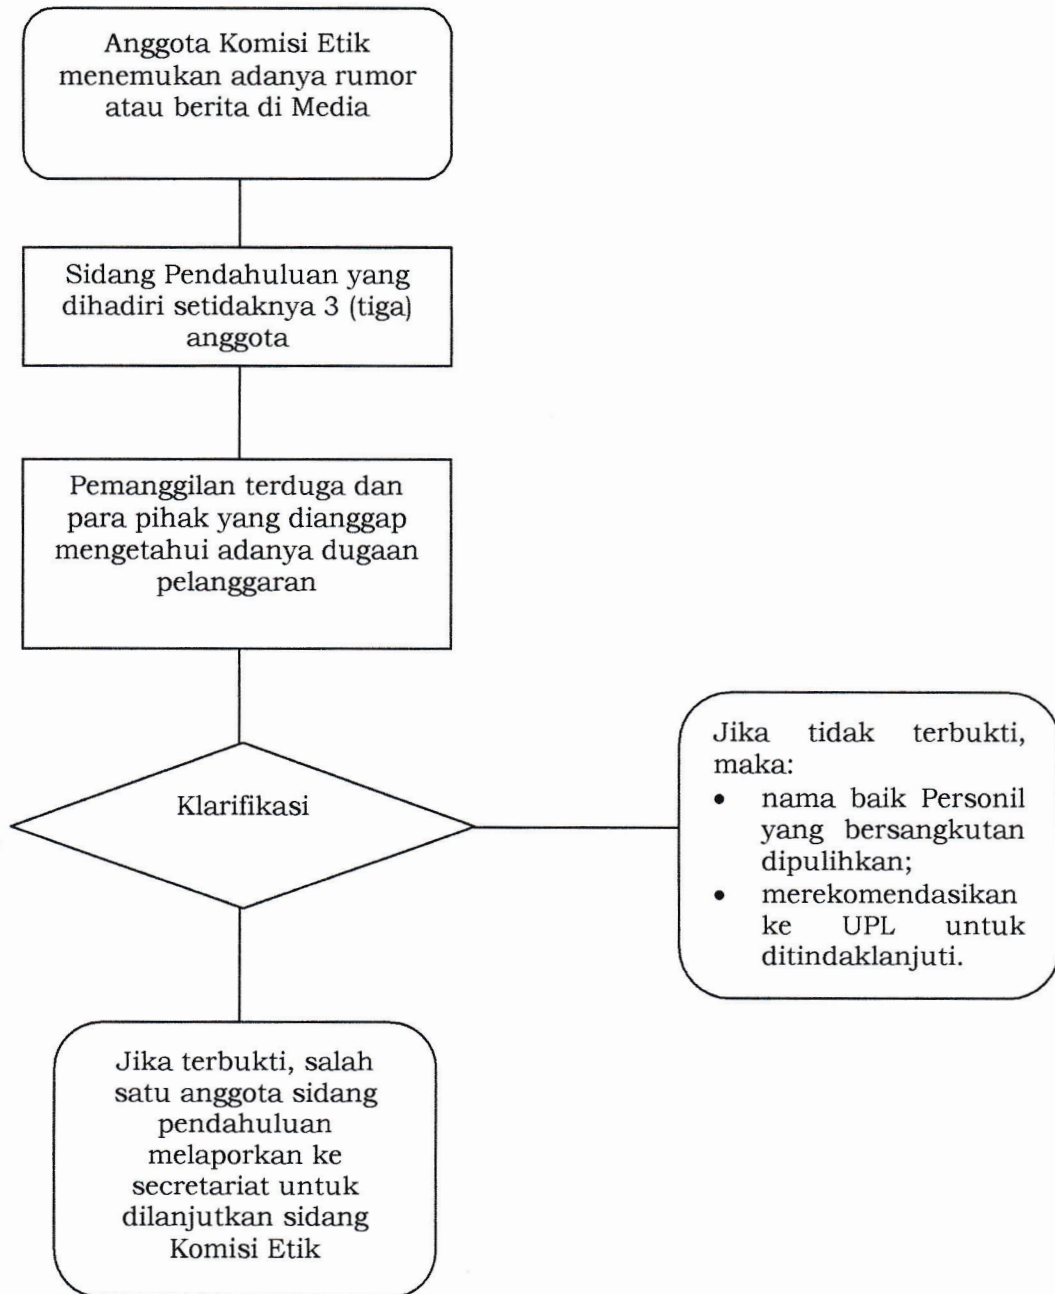 Anggota Komisi Etik
menemukan adanya rumor
atau berita di Media
Sidang Pendahuluan yang
dihadiri setidaknya 3 (tiga)
anggota
Pemanggilan terduga dan
para pihak yang dianggap
mengetahui adanya dugaan
pelanggaran
Klarifikasi
Jika tidak terbukti,
maka:
• nama baik Personil
yang bersangkutan
dipulihkan;
• merekomendasikan
ke UPL untuk
ditindaklanjuti.
Jika terbukti, salah
satu anggota sidang
pendahuluan
melaporkan ke
secretariat untuk
dilanjutkan sidang
Komisi Etik